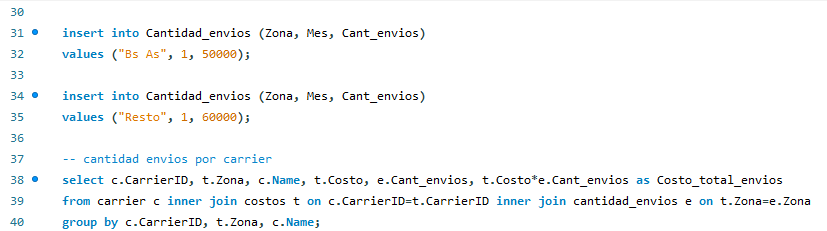 30
31 insert into Cantidad_envios (Zona, Mes, Cant_envios)
32 values ("Bs As", 1, 50000);
33
34 insert into Cantidad_envios (Zona, Mes, Cant_envios)
35 values ("Resto", 1, 60000);
36
37 -- cantidad envios por carrier
38 select c.CarrierID, t.Zona, c.Name, t.Costo, e.Cant_envios, t.Costo*e.Cant_envios as Costo_total_envios
39 from carrier c inner join costos t on c.CarrierID=t.CarrierID inner join cantidad_envios e on t.Zona=e.Zona
40 group by c.CarrierID, t.Zona, c.Name;